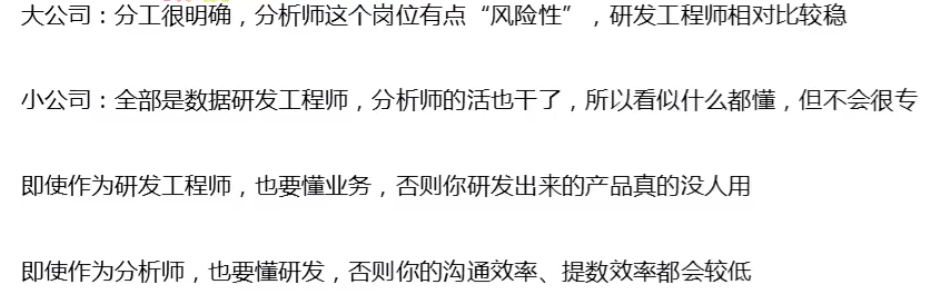 大公司：分工很明确，分析师这个岗位有点“风险性”，研发工程师相对比较稳
小公司：全部是数据研发工程师，分析师的活也干了，所以看似什么都懂，但不会很专
即使作为研发工程师，也要懂业务，否则你研发出来的产品真的没人用
即使作为分析师，也要懂研发，否则你的沟通效率、提数效率都会较低